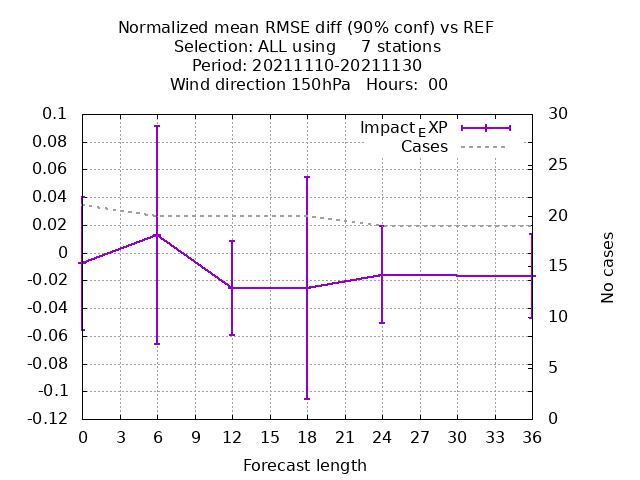 Normalized mean RMSE diff (90% conf) vs REF
Selection: ALL using 7 stations
Period: 20211110-20211130
Wind direction 150hPa Hours: 00
Impact_EXP
Cases
0.1
0.08
0.06
0.04
0.02
0
-0.02
-0.04
-0.06
-0.08
-0.1
-0.12
30
25
20
15
10
5
0
No cases
0 3 6 9 12 15 18 21 24 27 30 33 36
Forecast length